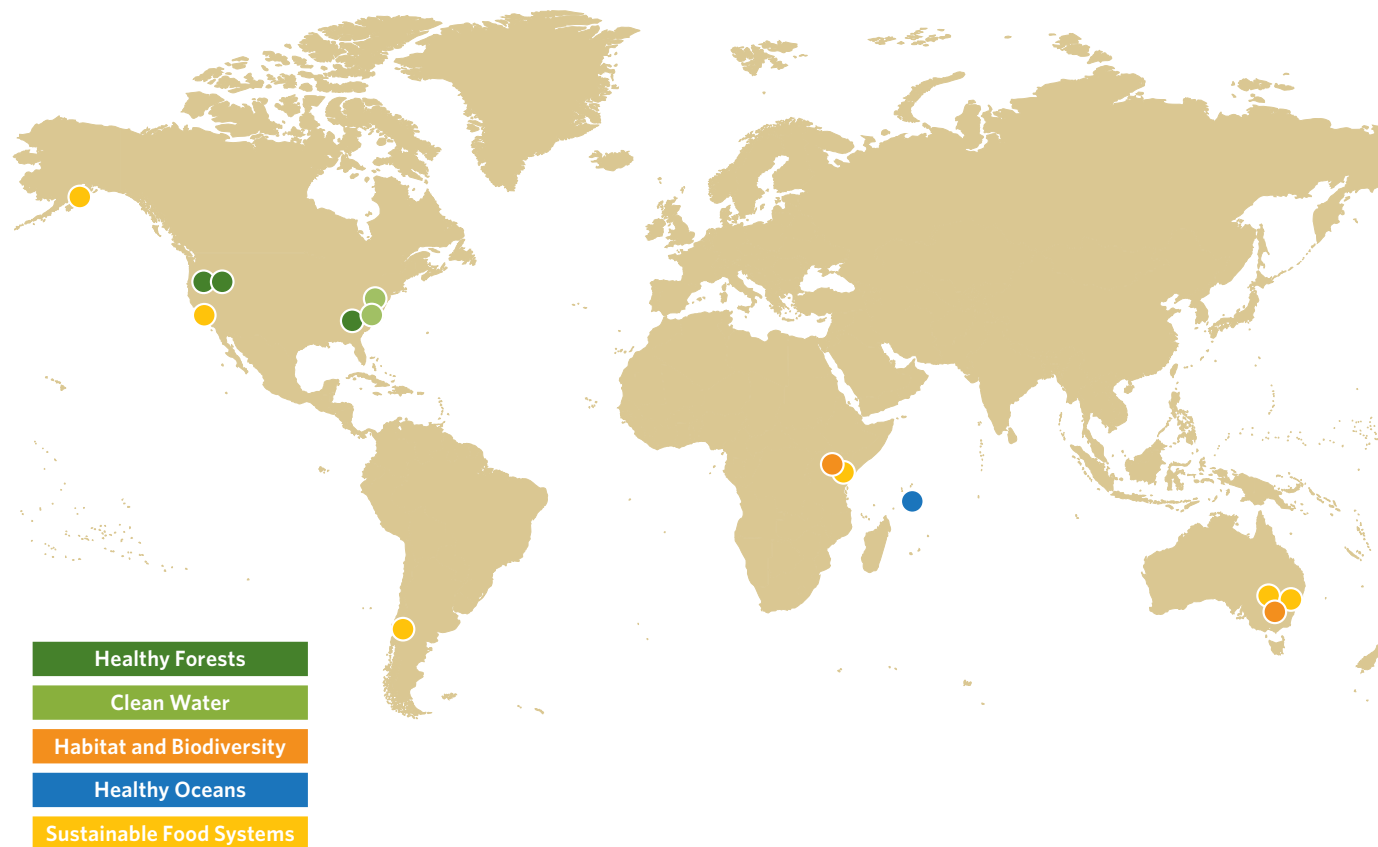 Healthy Forests
Clean Water
Habitat and Biodiversity
Healthy Oceans
Sustainable Food Systems